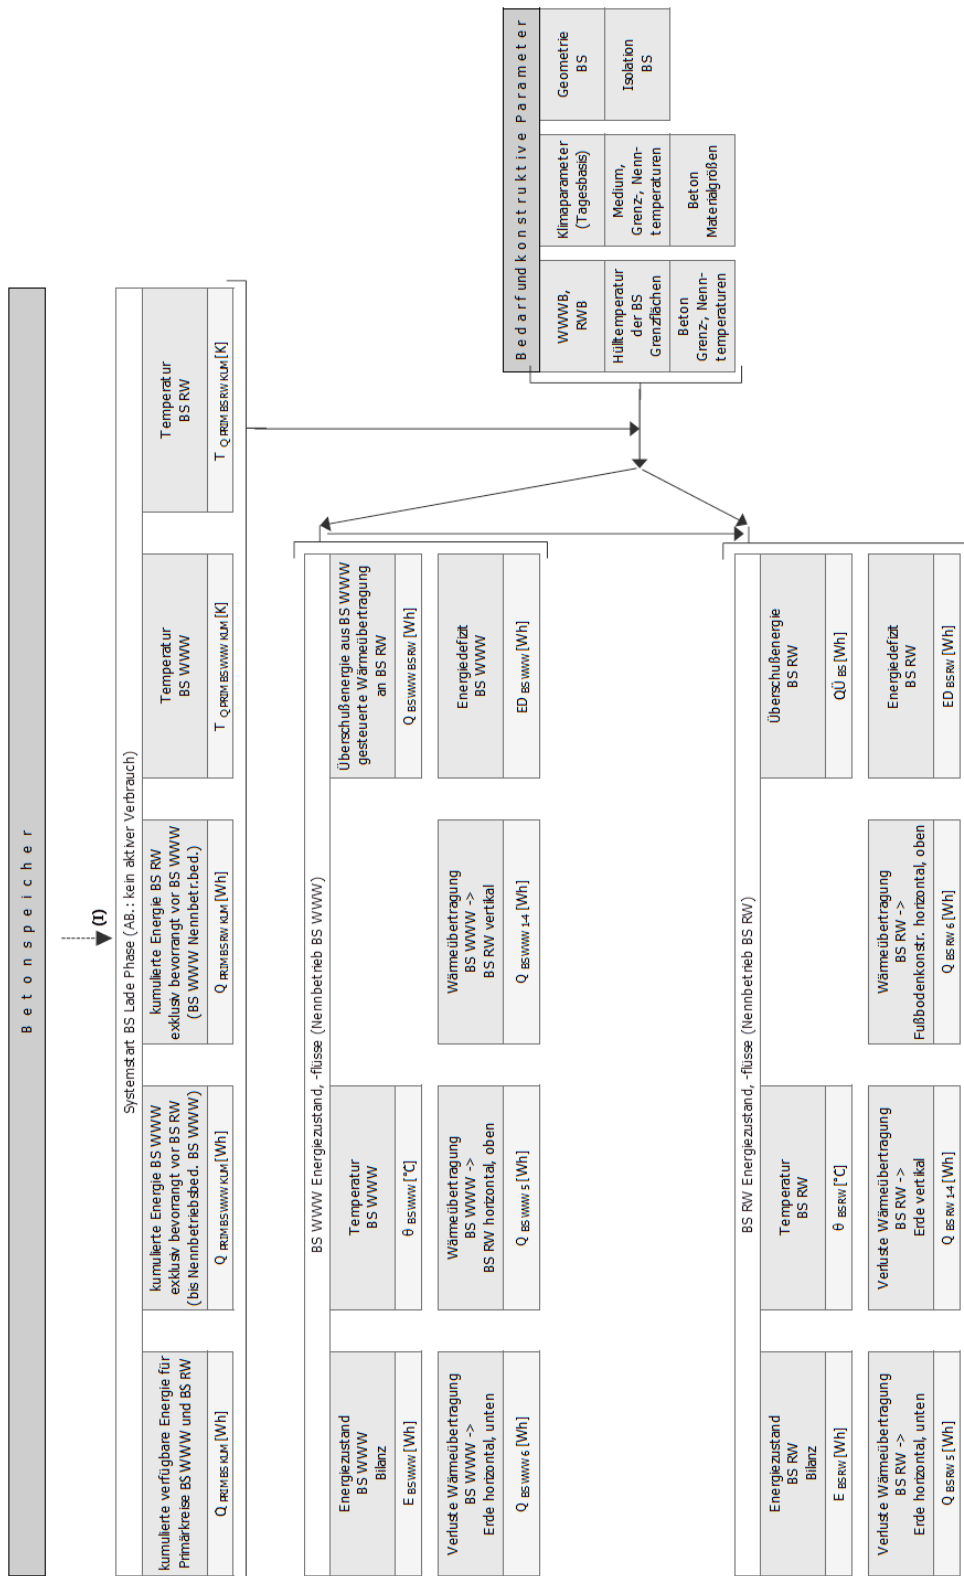 Betonspeicher
(I)
Systemstart BS Lade Phase (AB.: kein aktiver Verbrauch)
kumulierte verfügbare Energie für
Primärkreise BS WWW und BS RW
Q PRIM BS KUM [Wh]
kumulierte Energie BS WWW
exklusiv bevorrangt vor BS RW
(bis Nennbetriebsbed. BS WWW)
Q PRIM BS WWW KUM [Wh]
kumulierte Energie BS RW
exklusiv bevorrangt vor BS WWW
(BS WWW Nennbetr.bed.)
Q PRIM BS RW KUM [Wh]
Temperatur
BS WWW
T Q PRIM BS WWW KUM [K]
Temperatur
BS RW
T Q PRIM BS RW KUM [K]
BS WWW Energiezustand, -flüsse (Nennbetrieb BS WWW)
Energiezustand
BS WWW
Bilanz
E BS WWW [Wh]
Temperatur
BS WWW
θ BS WWW [°C]
Überschußenergie aus BS WWW
gesteuerte Wärmeübertragung
an BS RW
Q BS WWW BS RW [Wh]
Verluste Wärmeübertragung
BS WWW ->
Erde horizontal, unten
Q BS WWW 6 [Wh]
Wärmeübertragung
BS WWW ->
BS RW horizontal, oben
Q BS WWW 5 [Wh]
Wärmeübertragung
BS WWW ->
BS RW vertikal
Q BS WWW 1-4 [Wh]
Energiedefizit
BS WWW
ED BS WWW [Wh]
Bedarf und konstruktive Parameter
WWWB,
RWB
Klimaparameter
(Tagesbasis)
Geometrie
BS
Hülltemperatur
der BS
Grenzflächen
Medium,
Grenz-, Nenn-
temperaturen
Isolation
BS
Beton
Grenz-, Nenn-
temperaturen
Beton
Materialgrößen
BS RW Energiezustand, -flüsse (Nennbetrieb BS RW)
Energiezustand
BS RW
Bilanz
E BS RW [Wh]
Temperatur
BS RW
θ BS RW [°C]
Überschußenergie
BS RW
QÜ BS [Wh]
Verluste Wärmeübertragung
BS RW ->
Erde horizontal, unten
Q BS RW 5 [Wh]
Verluste Wärmeübertragung
BS RW ->
Erde vertikal
Q BS RW 1-4 [Wh]
Wärmeübertragung
BS RW ->
Fußbodenkonstr. horizontal, oben
Q BS RW 6 [Wh]
Energiedefizit
BS RW
ED BS RW [Wh]